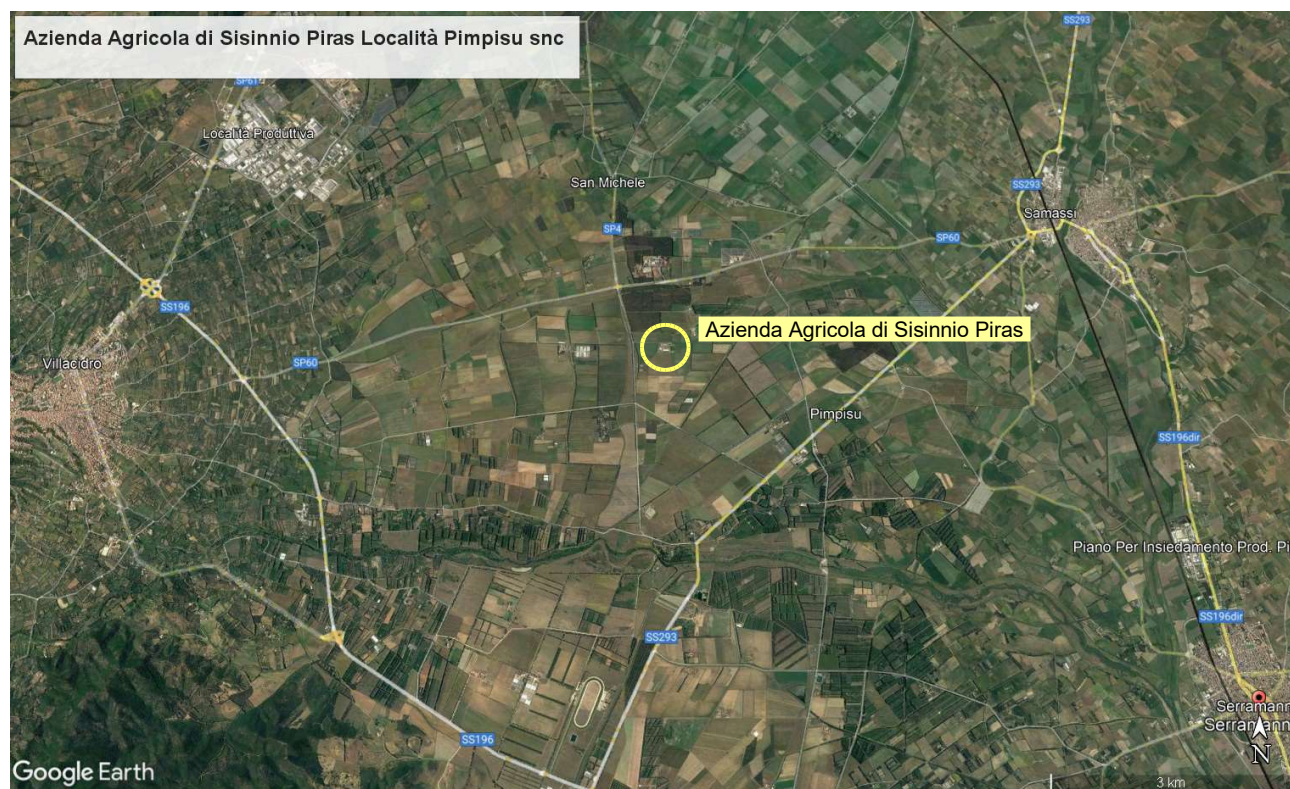 Azienda Agricola di Sisinnio Piras Località Pimpisu snc
SS293
SP61
Località Produttiva
San Michele
SS293
Samassi
SP4
SP60
SS196
Azienda Agricola di Sisinnio Piras
Villacidro
SP60
Pimpisu
SS196dir
Piano Per Insiedamento Prod. Pi
SS196dir
SS293
Serramann
Serramann
SS196
N
Google Earth
3 km